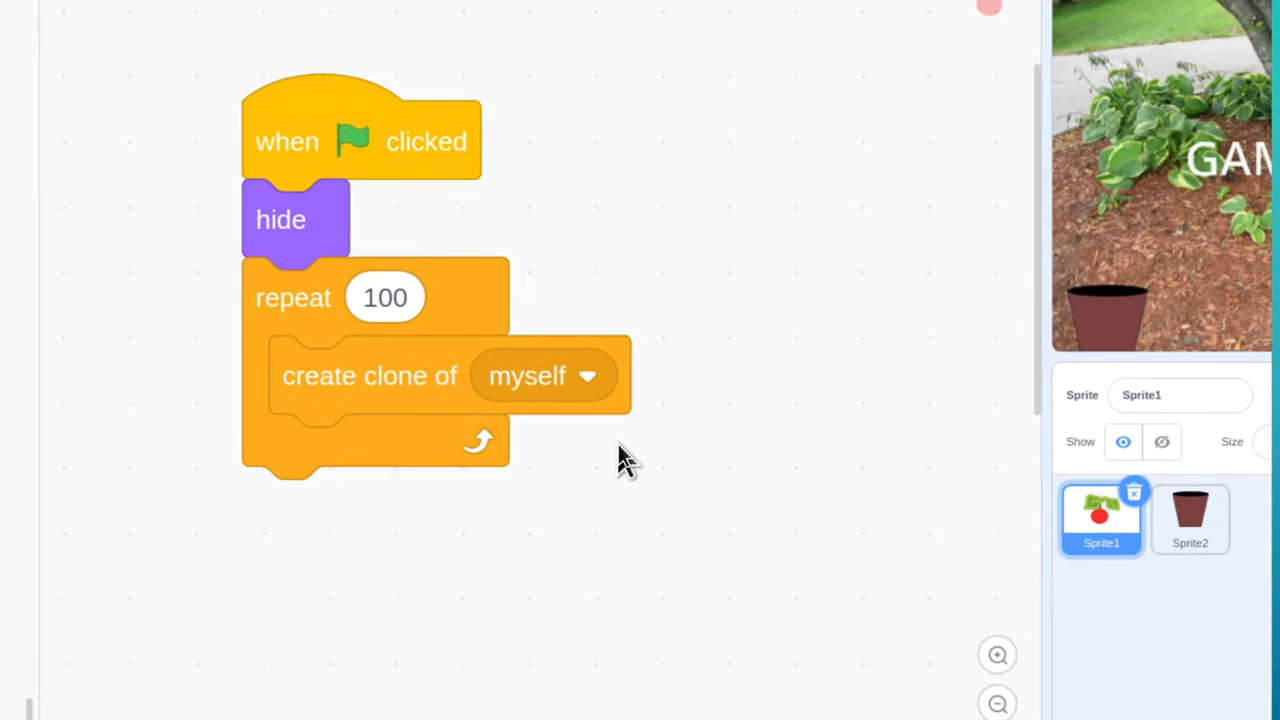 when clicked
hide
repeat 100
create clone of myself
GAM
Sprite Sprite1
Show Size
Sprite1 Sprite2